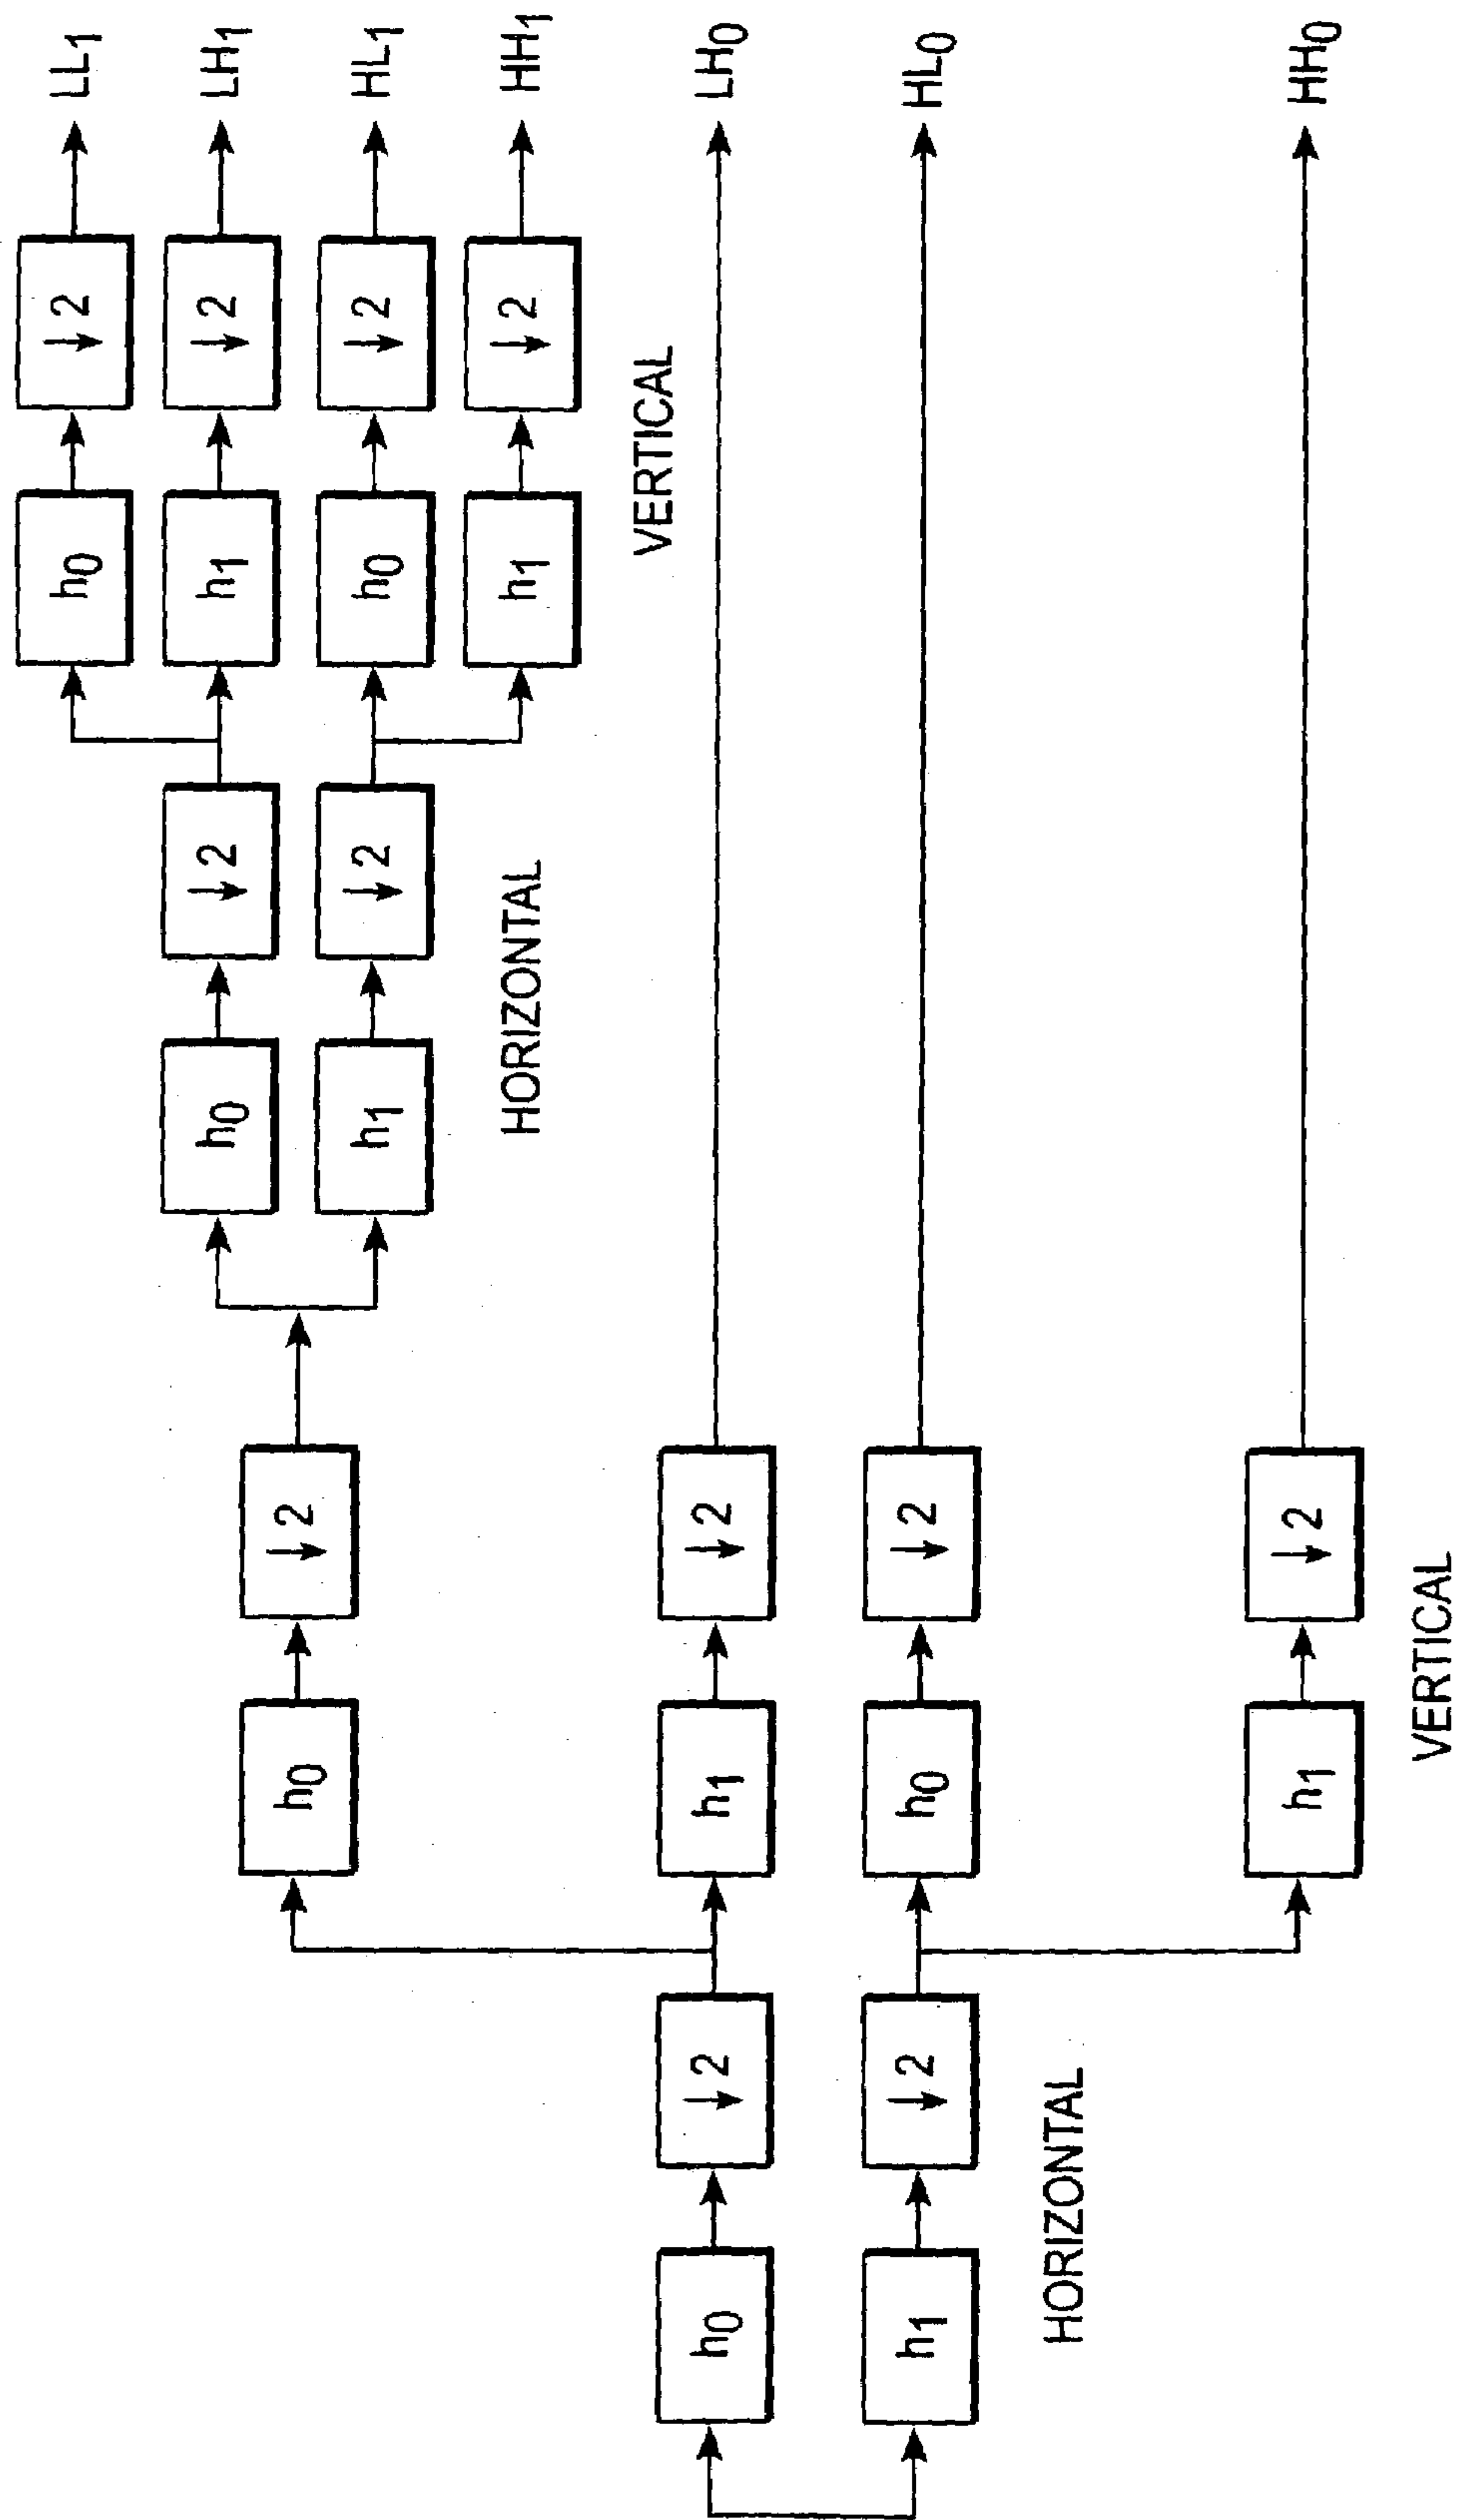 h0 ↓2 LL1
h0 ↓2 h1 ↓2 LH1
h0 ↓2
h1 ↓2 h0 ↓2 HL1
h1 ↓2 HH1
HORIZONTAL
VERTICAL
h0 ↓2 h1 ↓2 LH0
h1 ↓2 h0 ↓2 HL0
HORIZONTAL
h1 ↓2 HH0
VERTICAL